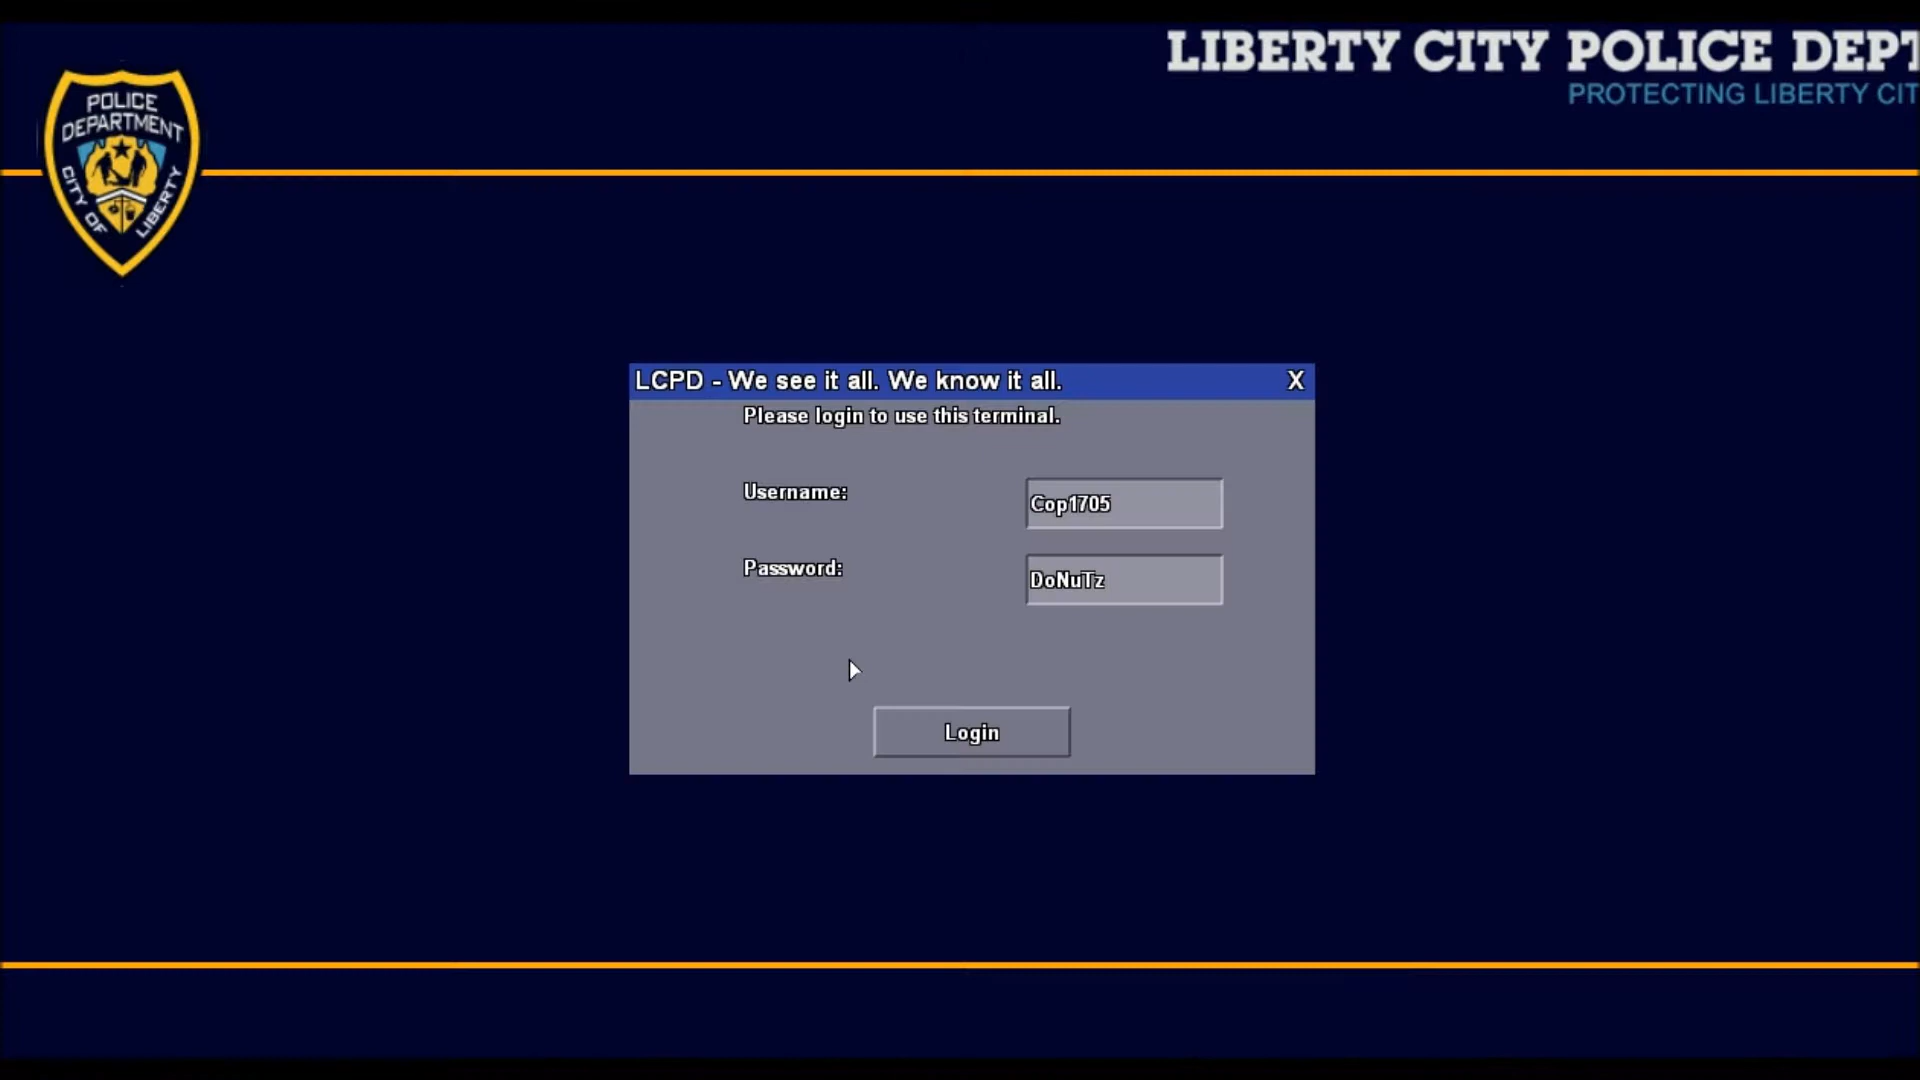 LIBERTY CITY POLICE DEPT
PROTECTING LIBERTY CIT
POLICE
DEPARTMENT
CITY OF LIBERTY
LCPD - We see it all. We know it all. X
Please login to use this terminal.
Username: Cop1705
Password: DoNuTz
Login